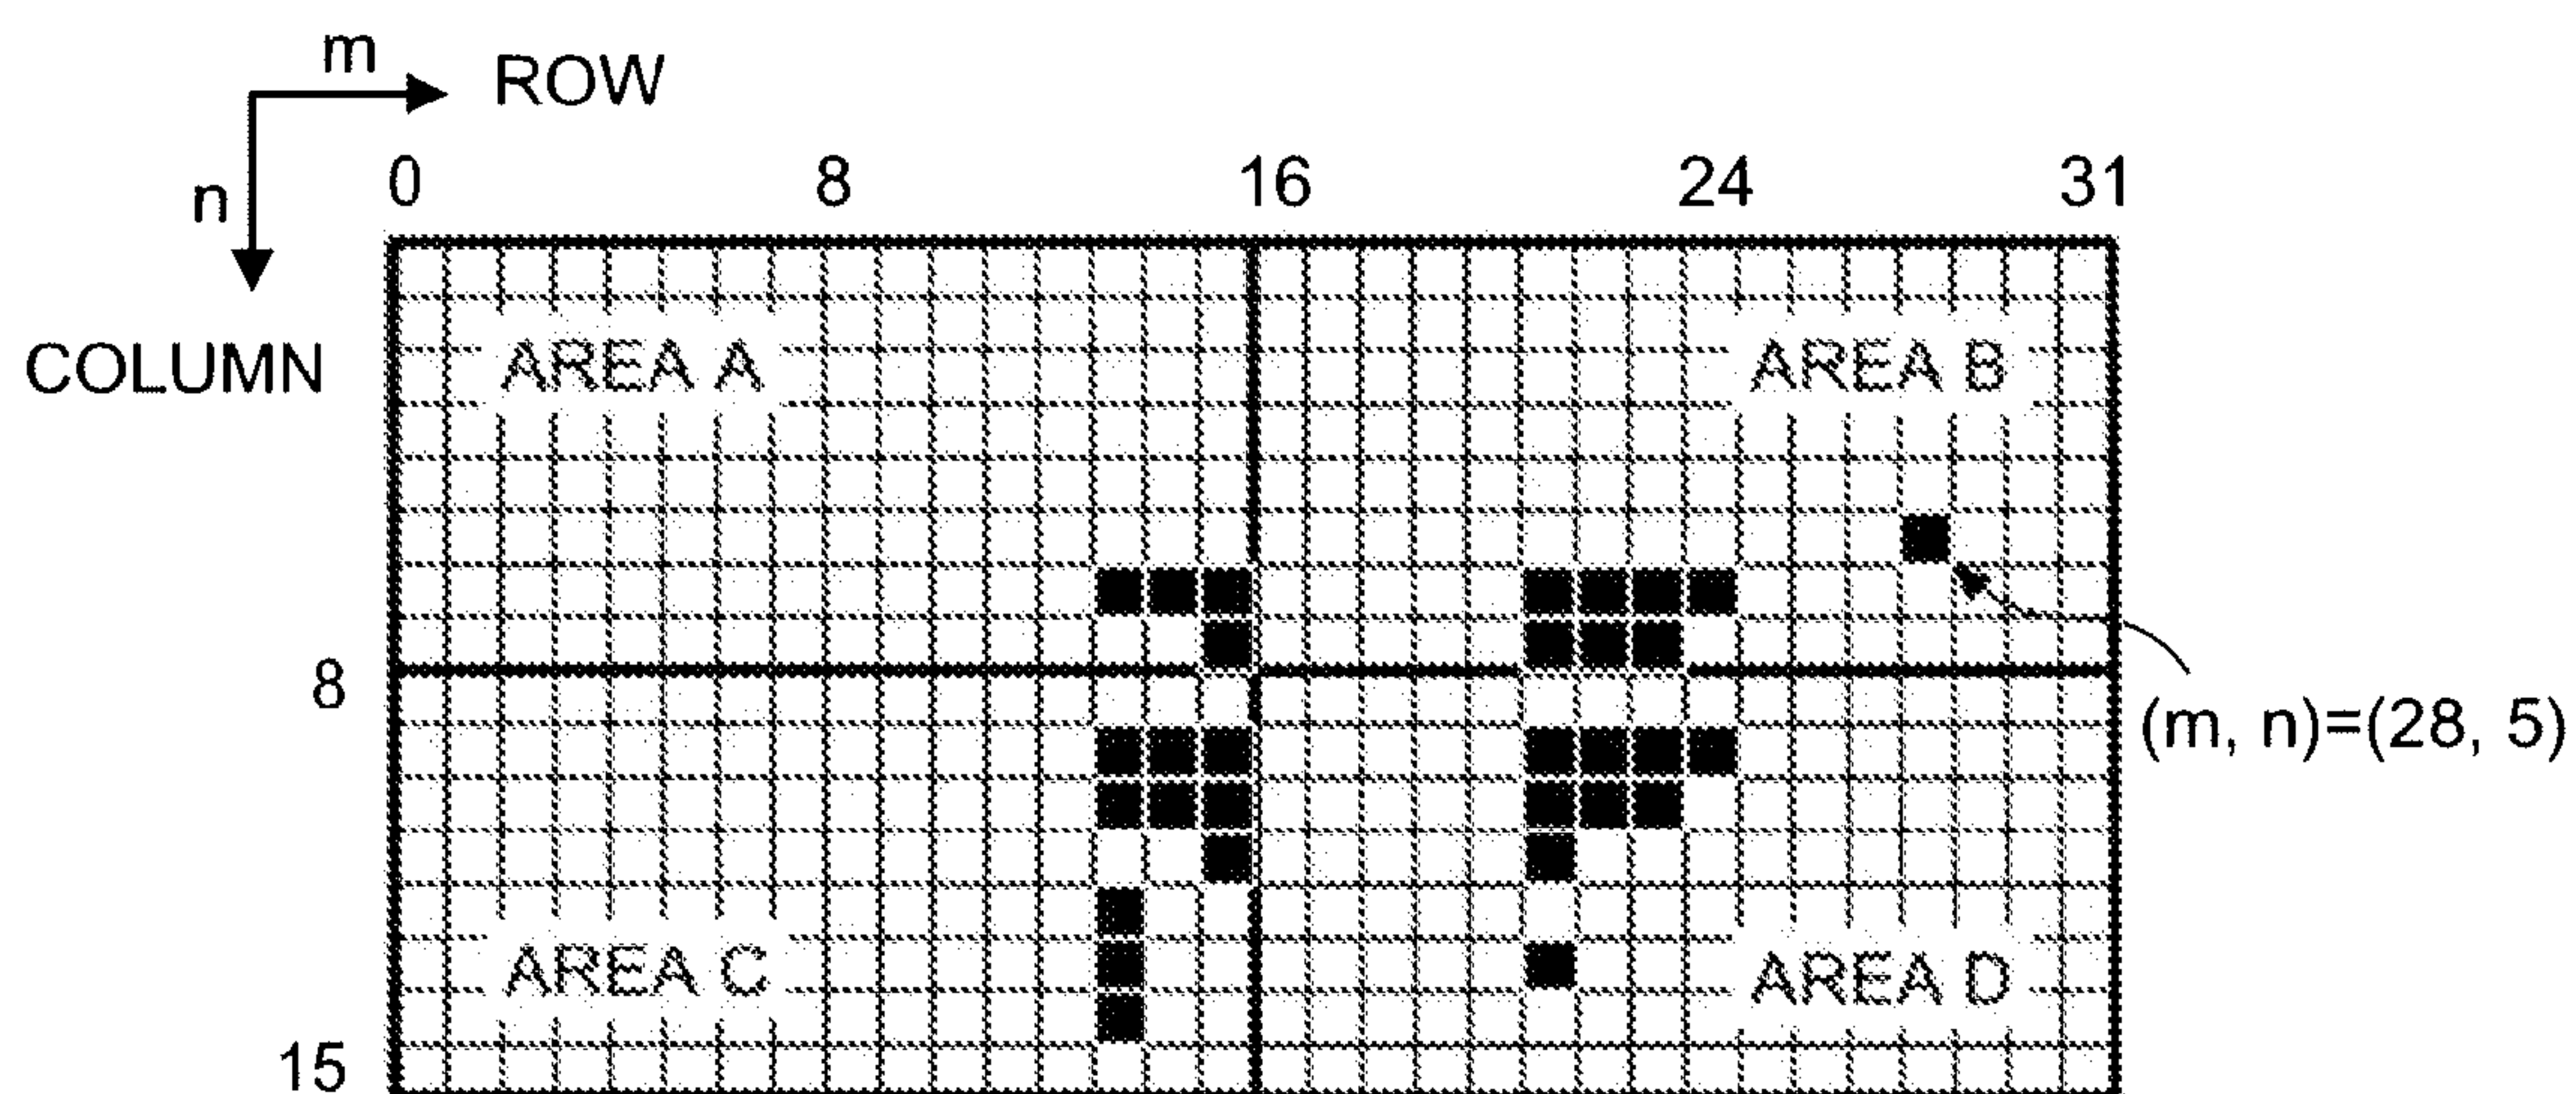 m
ROW
n
COLUMN
0 8 16 24 31
AREA A
AREA B
8
(m, n)=(28, 5)
AREA C
AREA D
15